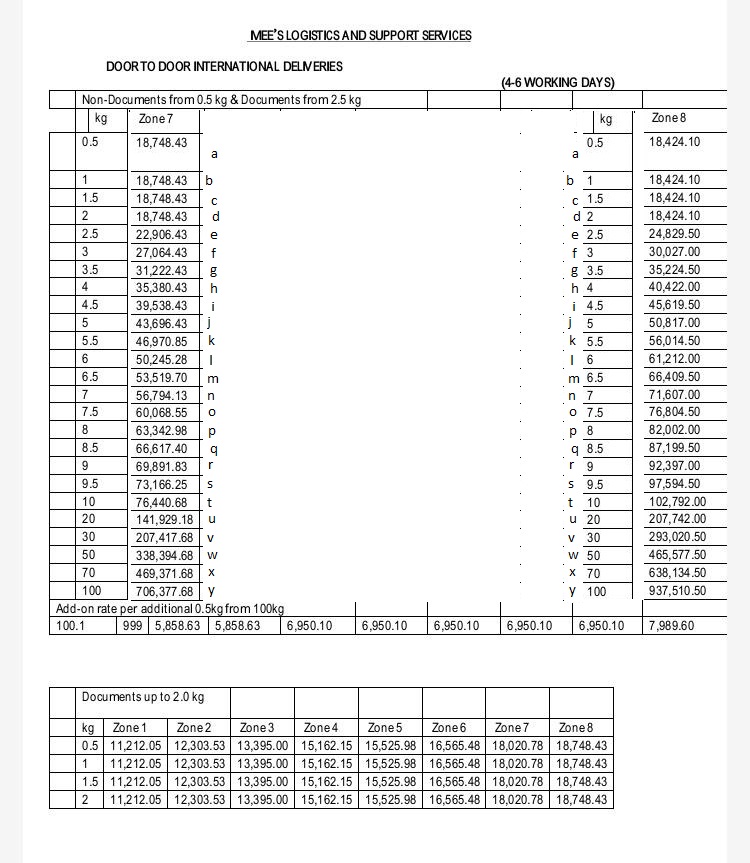 MEE'S LOGISTICS AND SUPPORT SERVICES
DOOR TO DOOR INTERNATIONAL DELIVERIES
(4-6 WORKING DAYS)
Non-Documents from 0.5 kg & Documents from 2.5 kg
kg Zone 7 kg Zone 8
0.5 18,748.43 a a 0.5 18,424.10
1 18,748.43 b b 1 18,424.10
1.5 18,748.43 c c 1.5 18,424.10
2 18,748.43 d d 2 18,424.10
2.5 22,906.43 e e 2.5 24,829.50
3 27,064.43 f f 3 30,027.00
3.5 31,222.43 g g 3.5 35,224.50
4 35,380.43 h h 4 40,422.00
4.5 39,538.43 i i 4.5 45,619.50
5 43,696.43 j j 5 50,817.00
5.5 46,970.85 k k 5.5 56,014.50
6 50,245.28 l l 6 61,212.00
6.5 53,519.70 m m 6.5 66,409.50
7 56,794.13 n n 7 71,607.00
7.5 60,068.55 o o 7.5 76,804.50
8 63,342.98 p p 8 82,002.00
8.5 66,617.40 q q 8.5 87,199.50
9 69,891.83 r r 9 92,397.00
9.5 73,166.25 s s 9.5 97,594.50
10 76,440.68 t t 10 102,792.00
20 141,929.18 u u 20 207,742.00
30 207,417.68 v v 30 293,020.50
50 338,394.68 w w 50 465,577.50
70 469,371.68 x x 70 638,134.50
100 706,377.68 y y 100 937,510.50
Add-on rate per additional 0.5kg from 100kg
100.1 999 5,858.63 5,858.63 6,950.10 6,950.10 6,950.10 6,950.10 6,950.10 7,989.60
Documents up to 2.0 kg
kg Zone 1 Zone 2 Zone 3 Zone 4 Zone 5 Zone 6 Zone 7 Zone 8
0.5 11,212.05 12,303.53 13,395.00 15,162.15 15,525.98 16,565.48 18,020.78 18,748.43
1 11,212.05 12,303.53 13,395.00 15,162.15 15,525.98 16,565.48 18,020.78 18,748.43
1.5 11,212.05 12,303.53 13,395.00 15,162.15 15,525.98 16,565.48 18,020.78 18,748.43
2 11,212.05 12,303.53 13,395.00 15,162.15 15,525.98 16,565.48 18,020.78 18,748.43